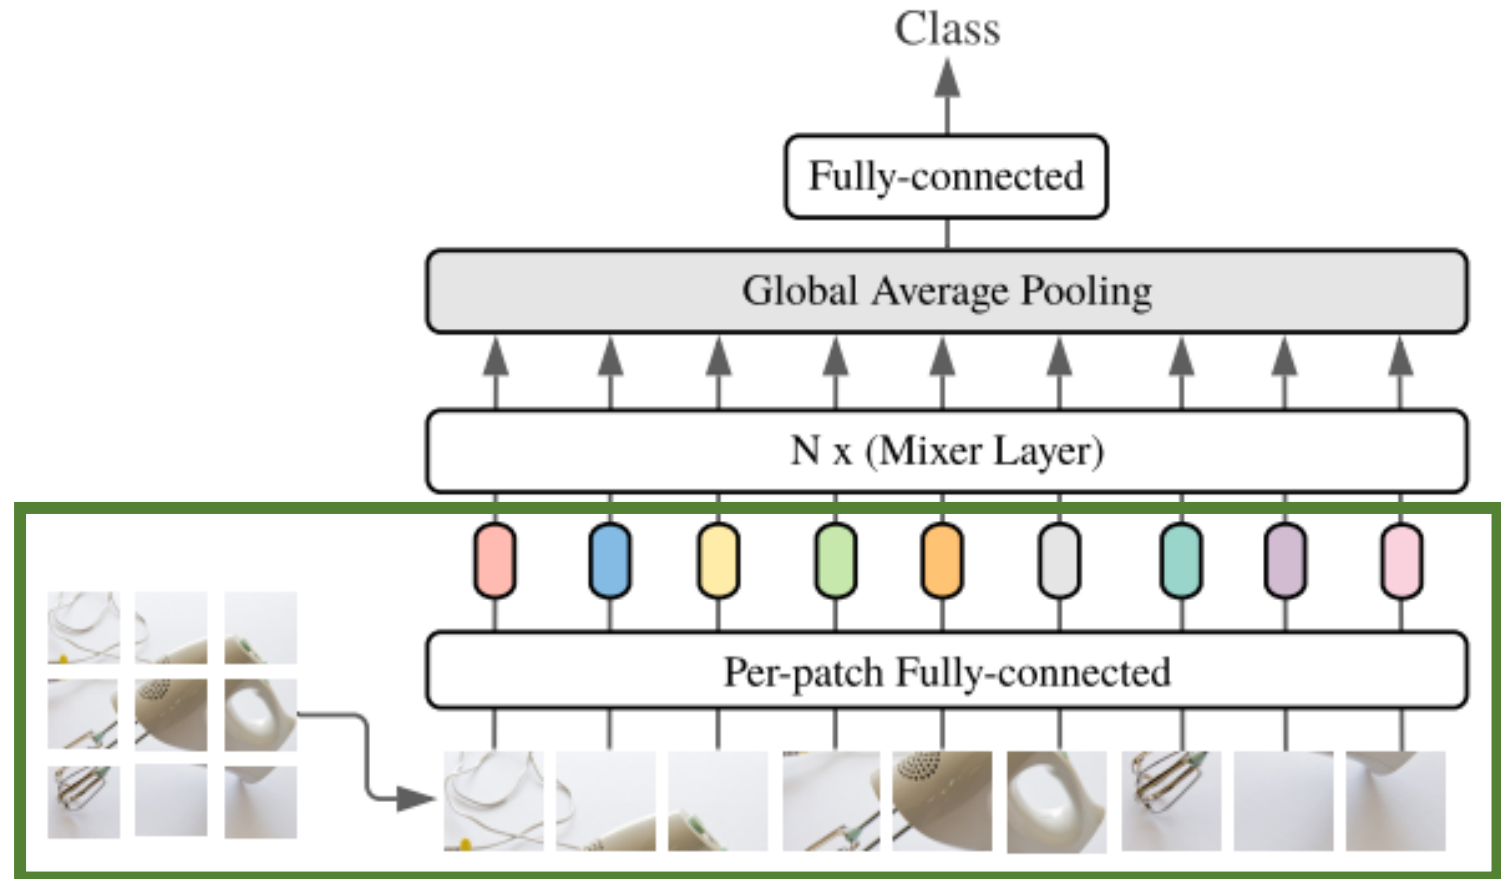 Class
Fully-connected
Global Average Pooling
N x (Mixer Layer)
Per-patch Fully-connected